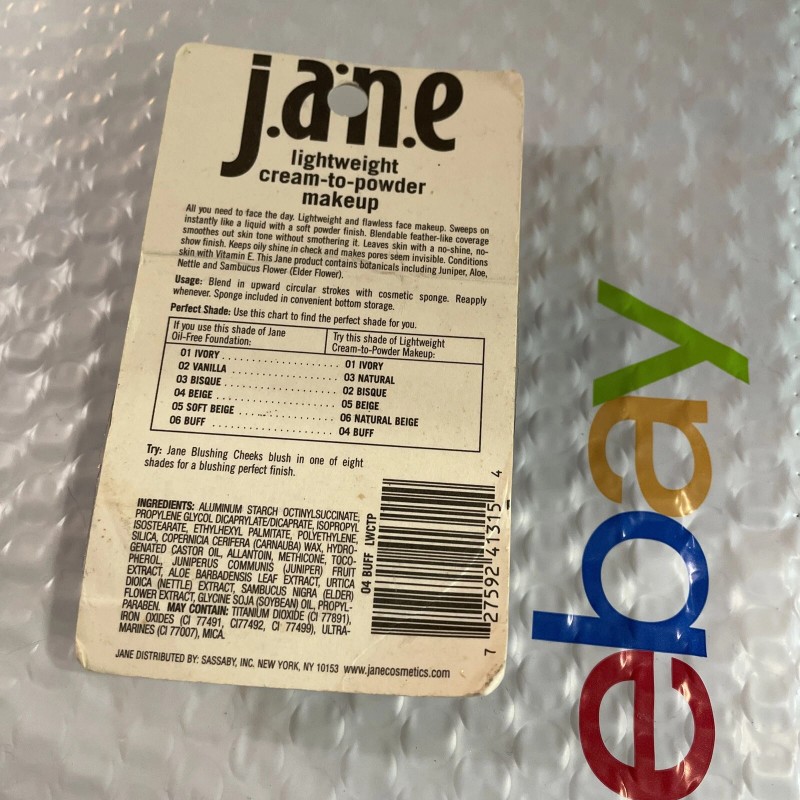 j.a.n.e
lightweight
cream-to-powder
makeup
All you need to face the day. Lightweight and flawless face makeup. Sweeps on
instantly like a liquid with a soft powder finish. Blendable feather-like coverage
smoothes out skin tone without smothering it. Leaves skin with a no-shine, no-
show finish. Keeps oily shine in check and makes pores seem invisible. Conditions
skin with Vitamin E. This Jane product contains botanicals including Juniper, Aloe,
Nettle and Sambucus Flower (Elder Flower).
Usage: Blend in upward circular strokes with cosmetic sponge. Reapply
whenever. Sponge included in convenient bottom storage.
Perfect Shade: Use this chart to find the perfect shade for you.
If you use this shade of Jane
Oil-Free Foundation:
Try this shade of Lightweight
Cream-to-Powder Makeup:
01 IVORY . . . . . . . . . . . . . . . . . . . . 01 IVORY
02 VANILLA . . . . . . . . . . . . . . . . . . . . 03 NATURAL
03 BISQUE . . . . . . . . . . . . . . . . . . . . 02 BISQUE
04 BEIGE . . . . . . . . . . . . . . . . . . . . 05 BEIGE
05 SOFT BEIGE . . . . . . . . . . . . . . . . 06 NATURAL BEIGE
06 BUFF . . . . . . . . . . . . . . . . . . . . 04 BUFF
Try: Jane Blushing Cheeks blush in one of eight
shades for a blushing perfect finish.
INGREDIENTS: ALUMINUM STARCH OCTINYLSUCCINATE,
PROPYLENE GLYCOL DICAPRYLATE/DICAPRATE, ISOPROPYL
ISOSTEARATE, ETHYLHEXYL PALMITATE, POLYETHYLENE,
SILICA, COPERNICIA CERIFERA (CARNAUBA) WAX, HYDRO-
GENATED CASTOR OIL, ALLANTOIN, METHICONE, TOCO-
PHEROL, JUNIPERUS COMMUNIS (JUNIPER) FRUIT
EXTRACT, ALOE BARBADENSIS LEAF EXTRACT, URTICA
DIOICA (NETTLE) EXTRACT, SAMBUCUS NIGRA (ELDER)
FLOWER EXTRACT, GLYCINE SOJA (SOYBEAN) OIL, PROPYL-
PARABEN. MAY CONTAIN: TITANIUM DIOXIDE (CI 77891),
IRON OXIDES (CI 77491, CI77492, CI 77499), ULTRA-
MARINES (CI 77007), MICA.
04 BUFF LWCTP
7 27592 41315 4
JANE DISTRIBUTED BY: SASSABY, INC. NEW YORK, NY 10153 www.janecosmetics.com
ebay